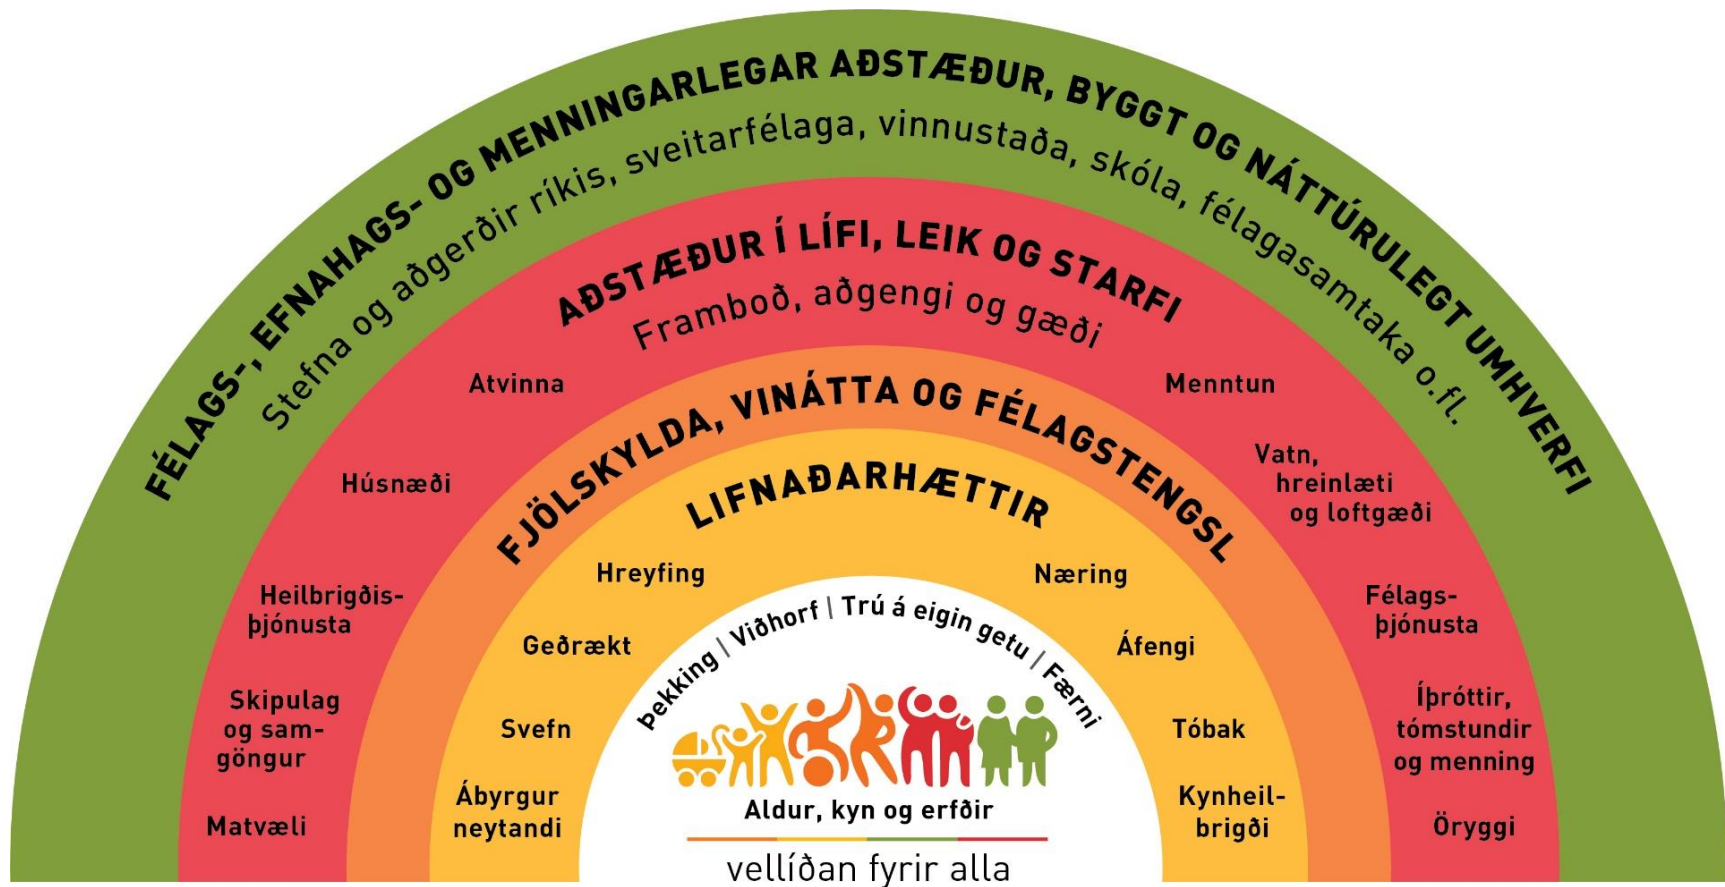 FÉLAGS-, EFNAHAGS- OG MENNINGARLEGAR AÐSTÆÐUR, BYGGT OG NÁTTÚRULEGT UMHVERFI
Stefna og aðgerðir ríkis, sveitarfélaga, vinnustaða, skóla, félagasamtaka o.fl.
AÐSTÆÐUR Í LÍFI, LEIK OG STARFI
Framboð, aðgengi og gæði
Matvæli
Skipulag
og sam-
göngur
Heilbrigðis-
þjónusta
Húsnæði
Atvinna
Menntun
Vatn,
hreinlæti
og loftgæði
Félags-
þjónusta
Íþróttir,
tómstundir
og menning
Öryggi
FJÖLSKYLDA, VINÁTTA OG FÉLAGSTENGSL
LIFNAÐARHÆTTIR
Ábyrgur
neytandi
Svefn
Geðrækt
Hreyfing
Næring
Áfengi
Tóbak
Kynheil-
brigði
Þekking | Viðhorf | Trú á eigin getu | Færni
Aldur, kyn og erfðir
vellíðan fyrir alla